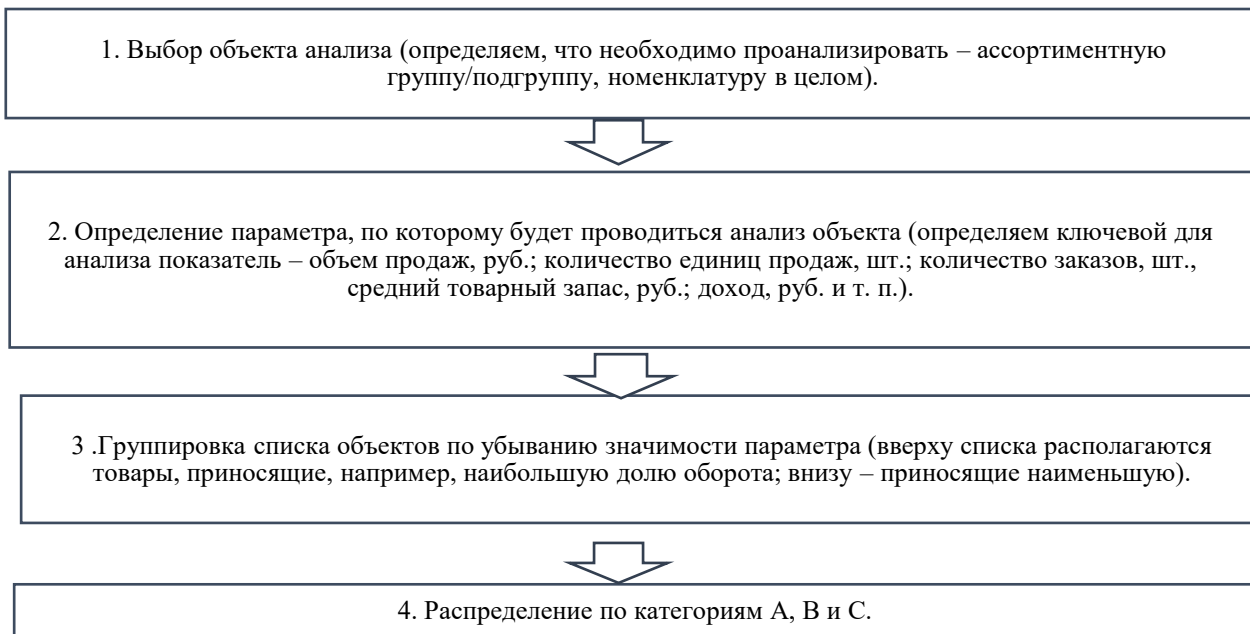 1. Выбор объекта анализа (определяем, что необходимо проанализировать – ассортиментную
группу/подгруппу, номенклатуру в целом).
2. Определение параметра, по которому будет проводиться анализ объекта (определяем ключевой для
анализа показатель – объем продаж, руб.; количество единиц продаж, шт.; количество заказов, шт.,
средний товарный запас, руб.; доход, руб. и т. п.).
3 .Группировка списка объектов по убыванию значимости параметра (вверху списка располагаются
товары, приносящие, например, наибольшую долю оборота; внизу – приносящие наименьшую).
4. Распределение по категориям А, В и С.